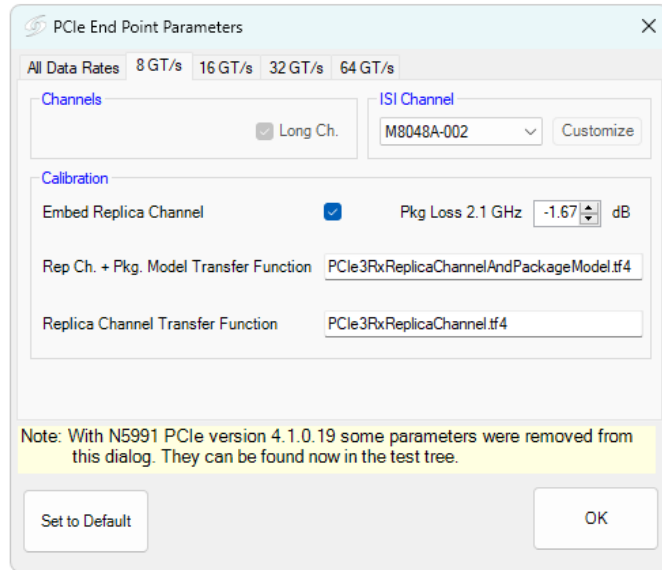 PCIe End Point Parameters
All Data Rates 8 GT/s 16 GT/s 32 GT/s 64 GT/s
Channels
Long Ch.
ISI Channel
M8048A-002 Customize
Calibration
Embed Replica Channel Pkg Loss 2.1 GHz -1.67 dB
Rep Ch. + Pkg. Model Transfer Function PCIe3RxReplicaChannelAndPackageModel.tf4
Replica Channel Transfer Function PCIe3RxReplicaChannel.tf4
Note: With N5991 PCIe version 4.1.0.19 some parameters were removed from
this dialog. They can be found now in the test tree.
Set to Default OK